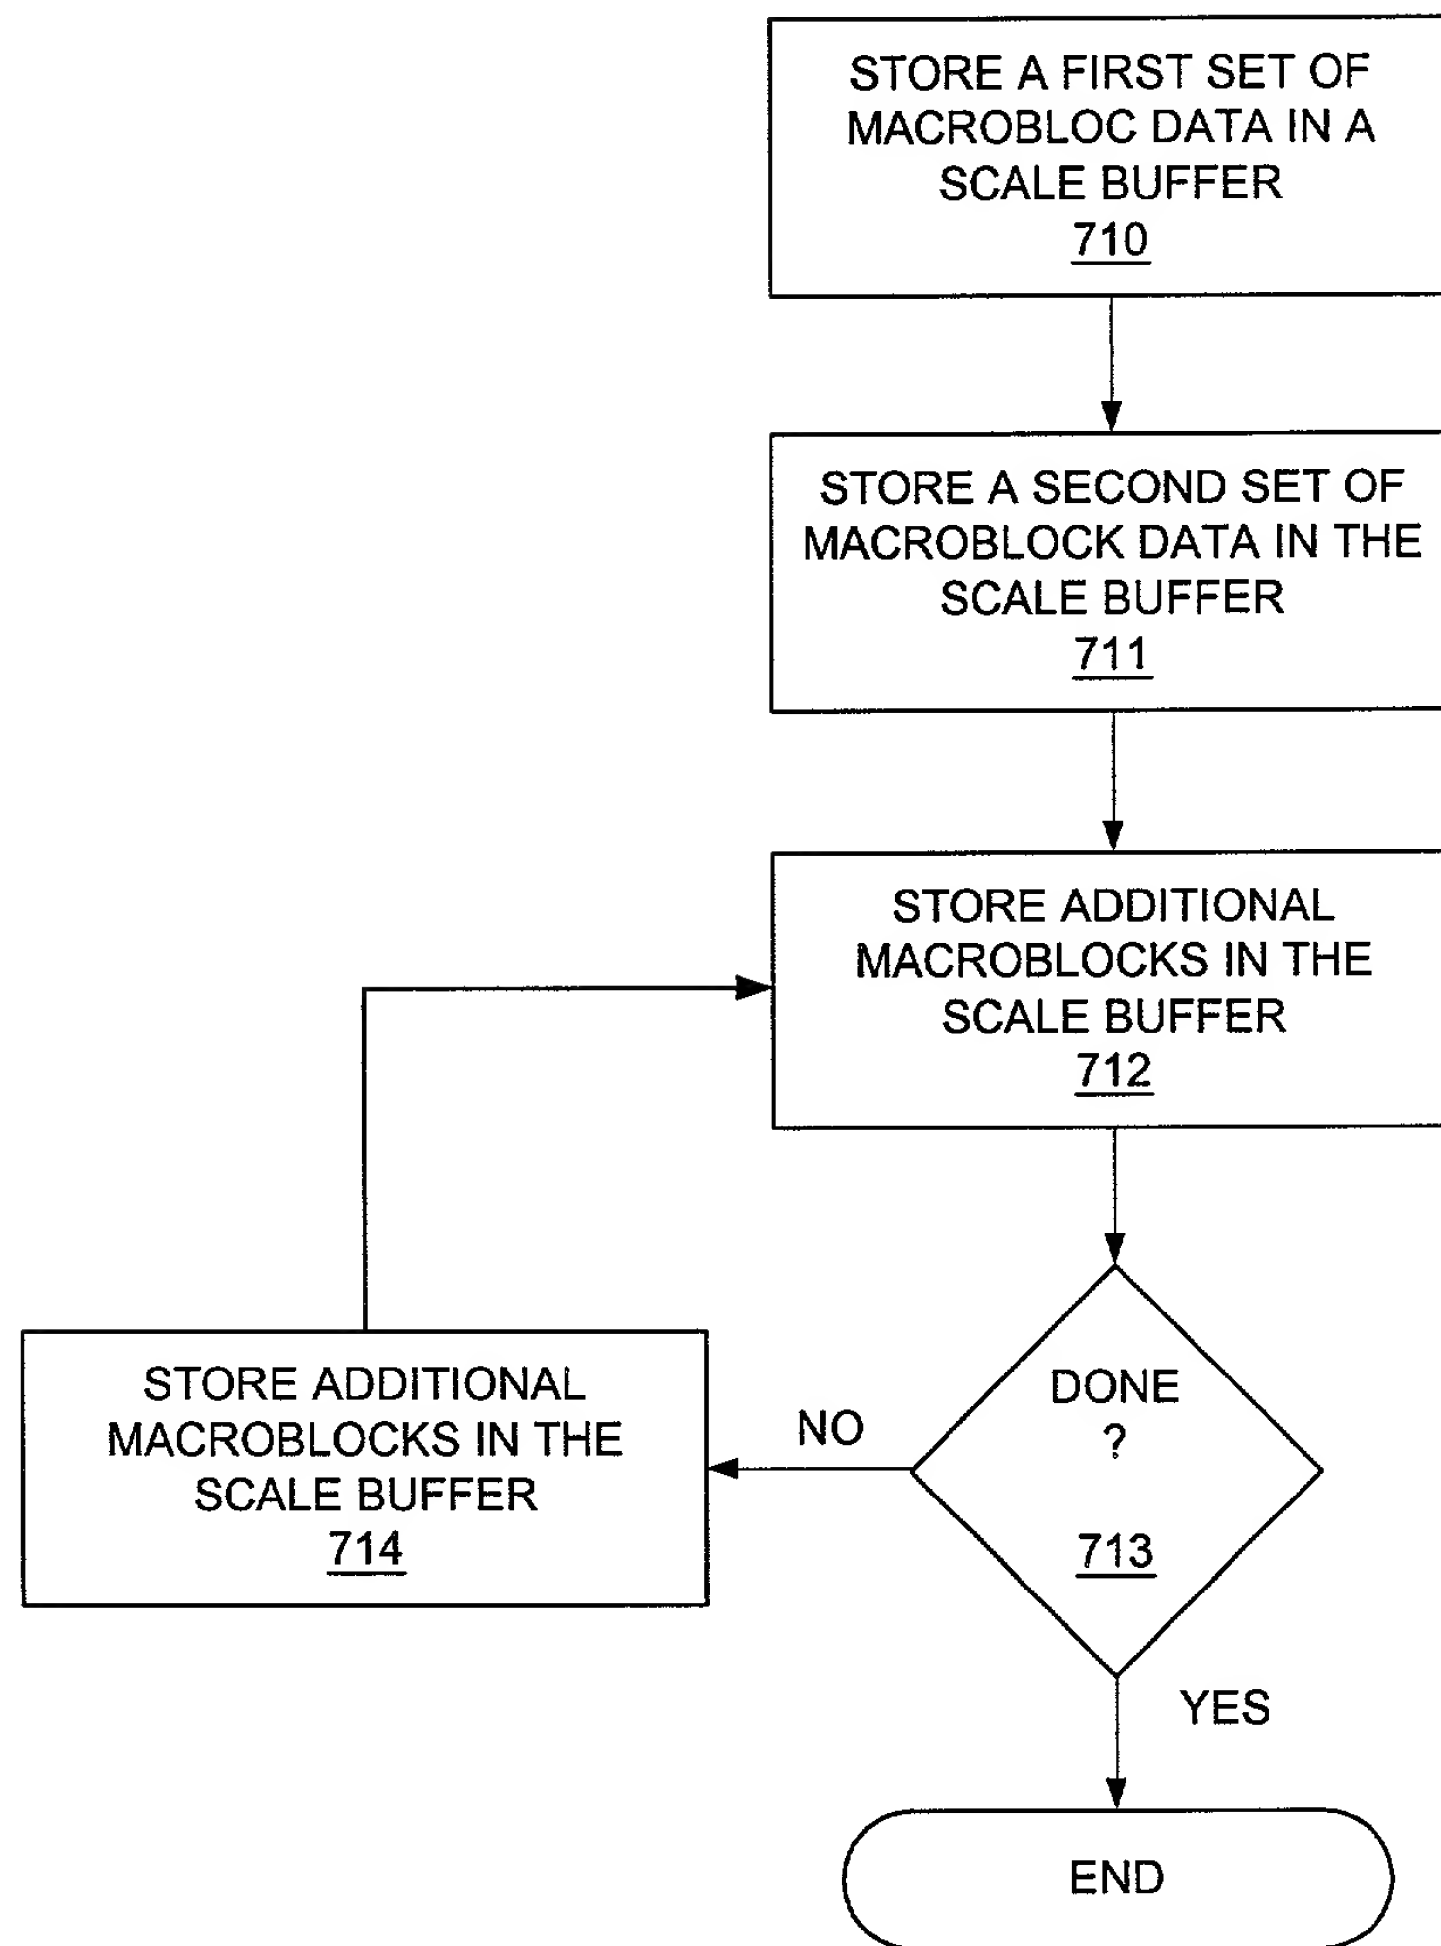 STORE A FIRST SET OF
MACROBLOC DATA IN A
SCALE BUFFER
710
STORE A SECOND SET OF
MACROBLOCK DATA IN THE
SCALE BUFFER
711
STORE ADDITIONAL
MACROBLOCKS IN THE
SCALE BUFFER
712
DONE
?
713
NO
STORE ADDITIONAL
MACROBLOCKS IN THE
SCALE BUFFER
714
YES
END